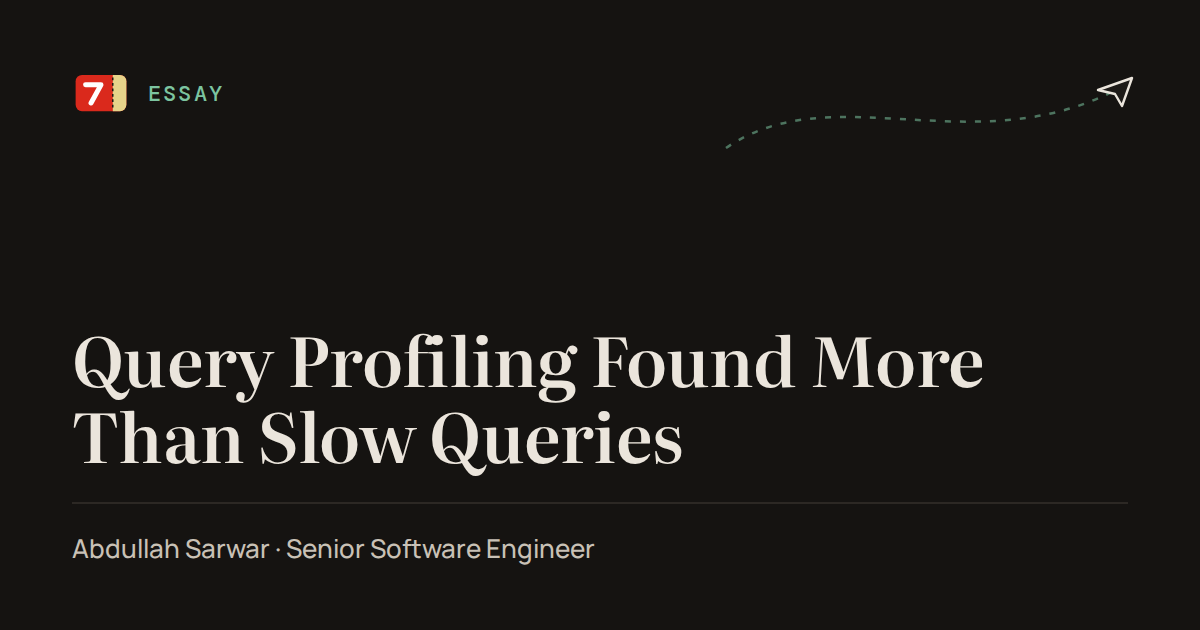 7 ESSAY
Query Profiling Found More
Than Slow Queries
Abdullah Sarwar · Senior Software Engineer